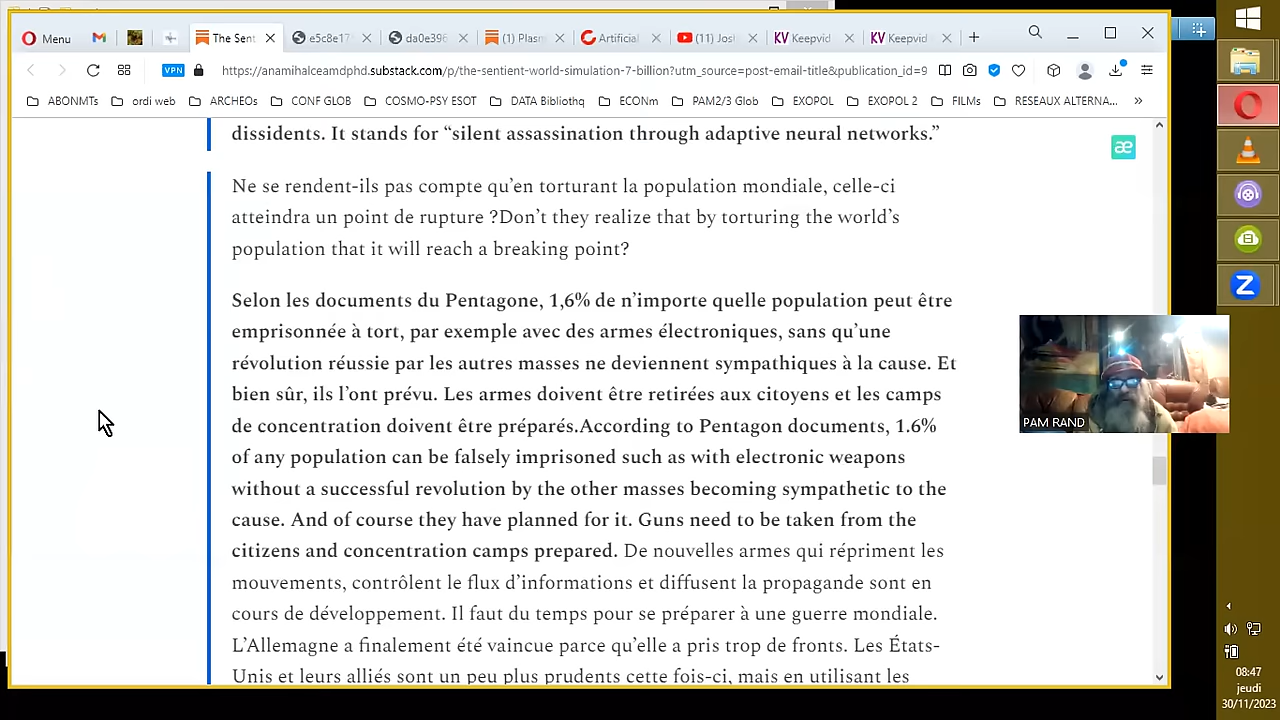 Menu
The Sent
e5c8e17
da0e396
(1) Plas
Artificia
(11) Josh
KV Keepvid
KV Keepvid
VPN
https://anamihalceamdphd.substack.com/p/the-sentient-world-simulation-7-billion?utm_source=post-email-title&publication_id=9
ABONMTs
ordi web
ARCHEOs
CONF GLOB
COSMO-PSY ESOT
DATA Bibliothq
ECONm
PAM2/3 Glob
EXOPOL
EXOPOL 2
FILMs
RESEAUX ALTERNA...
»
dissidents. It stands for “silent assassination through adaptive neural networks.”
æ
Ne se rendent-ils pas compte qu’en torturant la population mondiale, celle-ci
atteindra un point de rupture ?Don’t they realize that by torturing the world’s
population that it will reach a breaking point?
Selon les documents du Pentagone, 1,6% de n’importe quelle population peut être
emprisonnée à tort, par exemple avec des armes électroniques, sans qu’une
révolution réussie par les autres masses ne deviennent sympathiques à la cause. Et
bien sûr, ils l’ont prévu. Les armes doivent être retirées aux citoyens et les camps
de concentration doivent être préparés.According to Pentagon documents, 1.6%
of any population can be falsely imprisoned such as with electronic weapons
without a successful revolution by the other masses becoming sympathetic to the
cause. And of course they have planned for it. Guns need to be taken from the
citizens and concentration camps prepared. De nouvelles armes qui répriment les
mouvements, contrôlent le flux d’informations et diffusent la propagande sont en
cours de développement. Il faut du temps pour se préparer à une guerre mondiale.
L’Allemagne a finalement été vaincue parce qu’elle a pris trop de fronts. Les États-
Unis et leurs alliés sont un peu plus prudents cette fois-ci, mais en utilisant les
PAM RAND
08:47
jeudi
30/11/2023